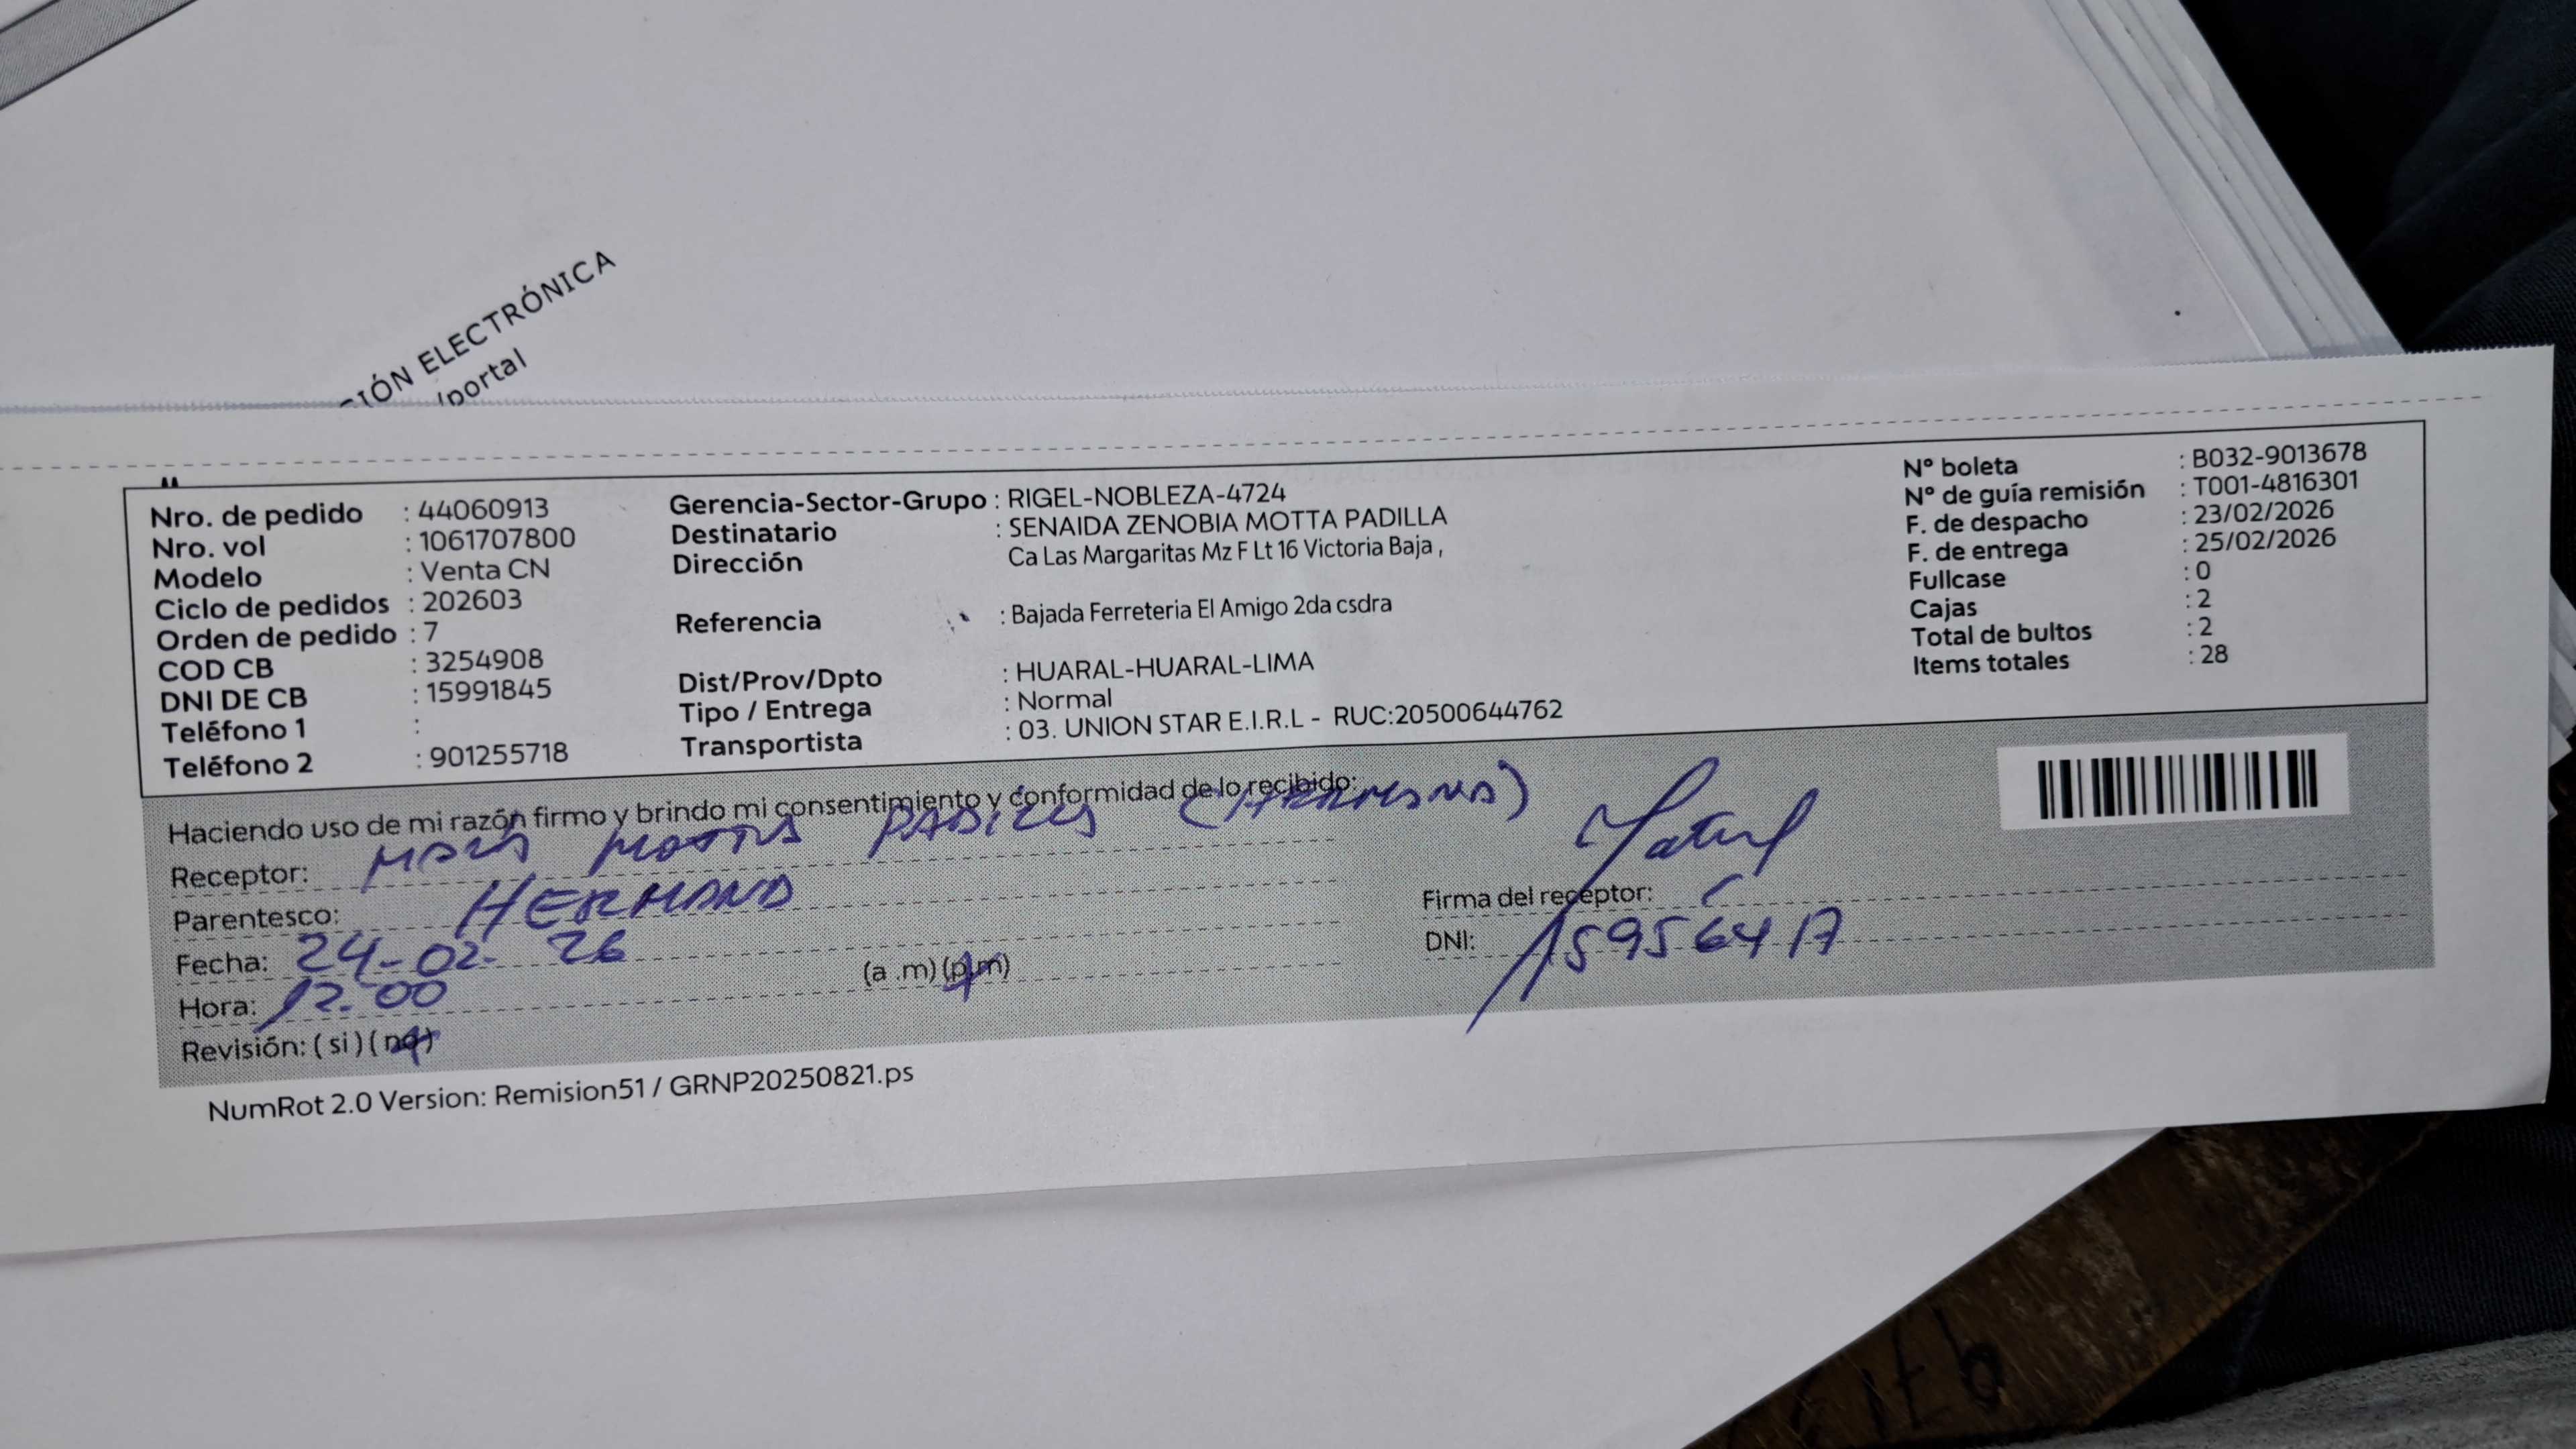 IÓN ELECTRÓNICA
/portal
Nro. de pedido : 44060913
Nro. vol : 1061707800
Modelo : Venta CN
Ciclo de pedidos : 202603
Orden de pedido : 7
COD CB : 3254908
DNI DE CB : 15991845
Teléfono 1 :
Teléfono 2 : 901255718
Gerencia-Sector-Grupo : RIGEL-NOBLEZA-4724
Destinatario : SENAIDA ZENOBIA MOTTA PADILLA
Dirección Ca Las Margaritas Mz F Lt 16 Victoria Baja ,
Referencia : Bajada Ferreteria El Amigo 2da csdra
Dist/Prov/Dpto : HUARAL-HUARAL-LIMA
Tipo / Entrega : Normal
Transportista : 03. UNION STAR E.I.R.L - RUC:20500644762
N° boleta : B032-9013678
N° de guía remisión : T001-4816301
F. de despacho : 23/02/2026
F. de entrega : 25/02/2026
Fullcase : 0
Cajas : 2
Total de bultos : 2
Items totales : 28
Haciendo uso de mi razón firmo y brindo mi consentimiento y conformidad de lo recibido:
Receptor: MOTTA PADILLA (HERMANA)
Parentesco: HERMANA
Fecha: 24-02-26
Hora: 12:00 (a .m) (p.m)
Revisión: ( si ) ( no )
Firma del receptor:
DNI: 15956417
NumRot 2.0 Version: Remision51 / GRNP20250821.ps